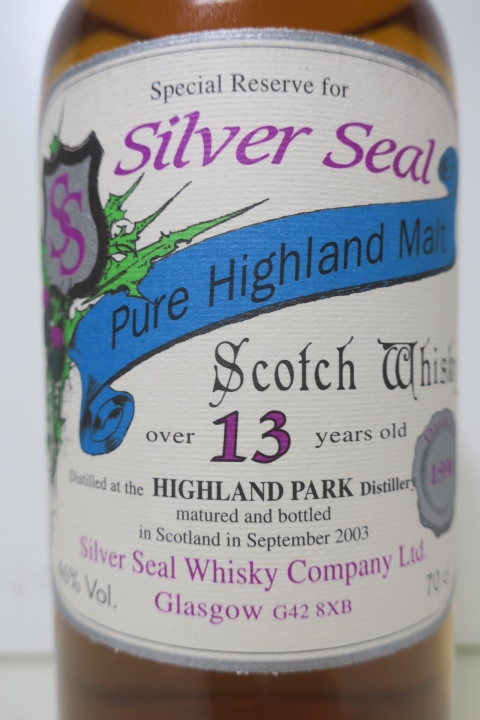 Special Reserve for
Silver Seal
SS
Pure Highland Malt
Scotch Whisky
over 13 years old
Distilled at the HIGHLAND PARK Distillery
matured and bottled
in Scotland in September 2003
Silver Seal Whisky Company Ltd.
46% Vol.
70 cl
Glasgow G42 8XB